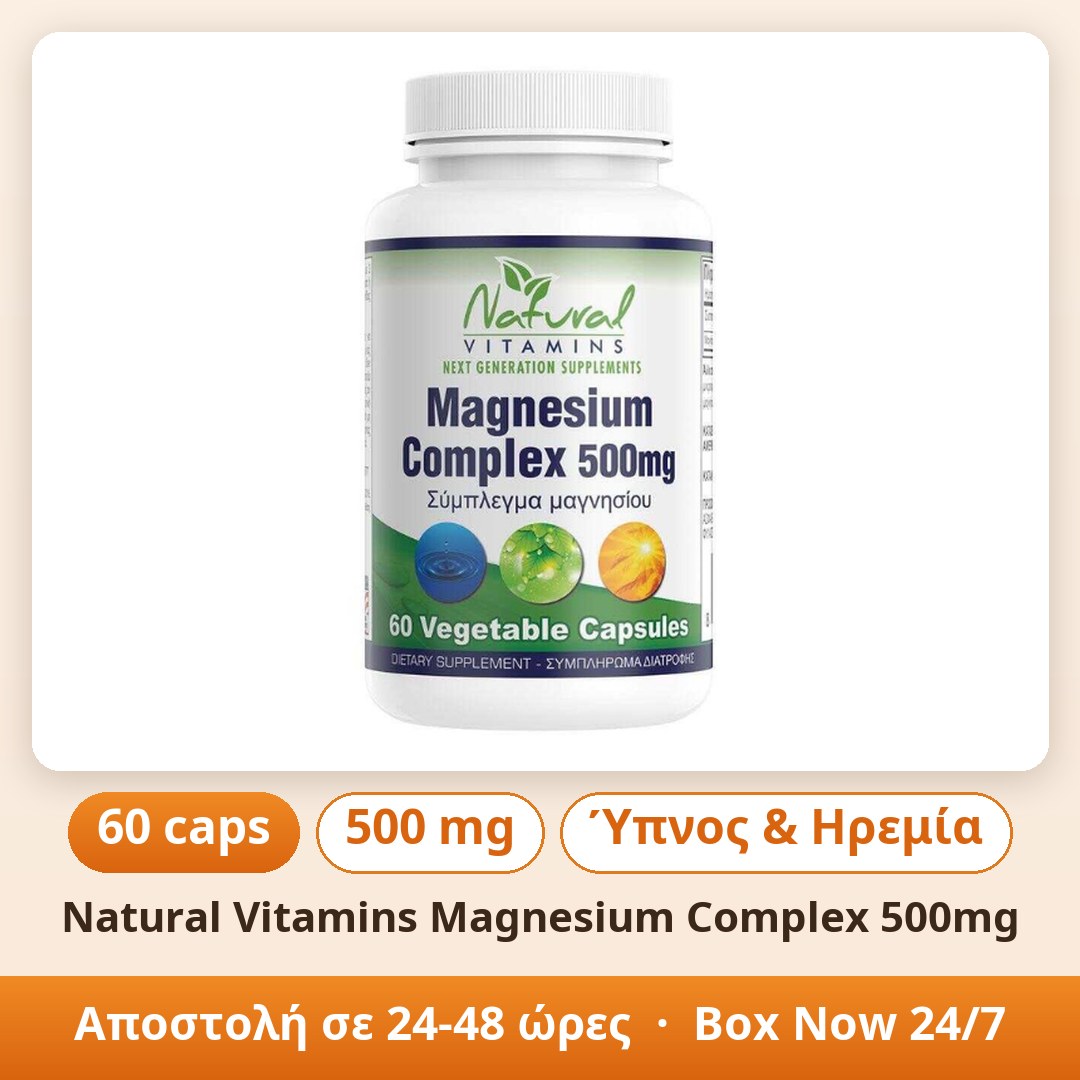 Natural
VITAMINS
NEXT GENERATION SUPPLEMENTS
Magnesium
Complex 500mg
Σύμπλεγμα μαγνησίου
60 Vegetable Capsules
DIETARY SUPPLEMENT - ΣΥΜΠΛΗΡΩΜΑ ΔΙΑΤΡΟΦΗΣ
60 caps
500 mg
Ύπνος & Ηρεμία
Natural Vitamins Magnesium Complex 500mg
Αποστολή σε 24-48 ώρες · Box Now 24/7